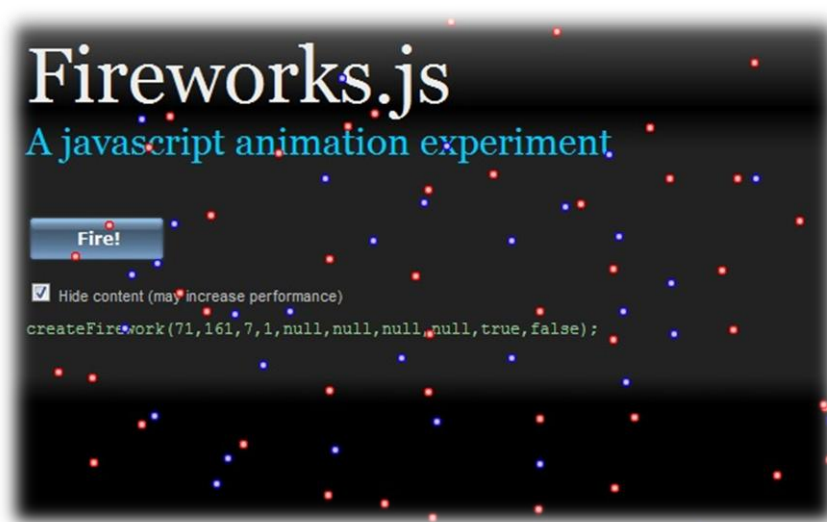 Fireworks.js
A javascript animation experiment
Fire!
Hide content (may increase performance)
createFirework(71,161,7,1,null,null,null,null,true,false);